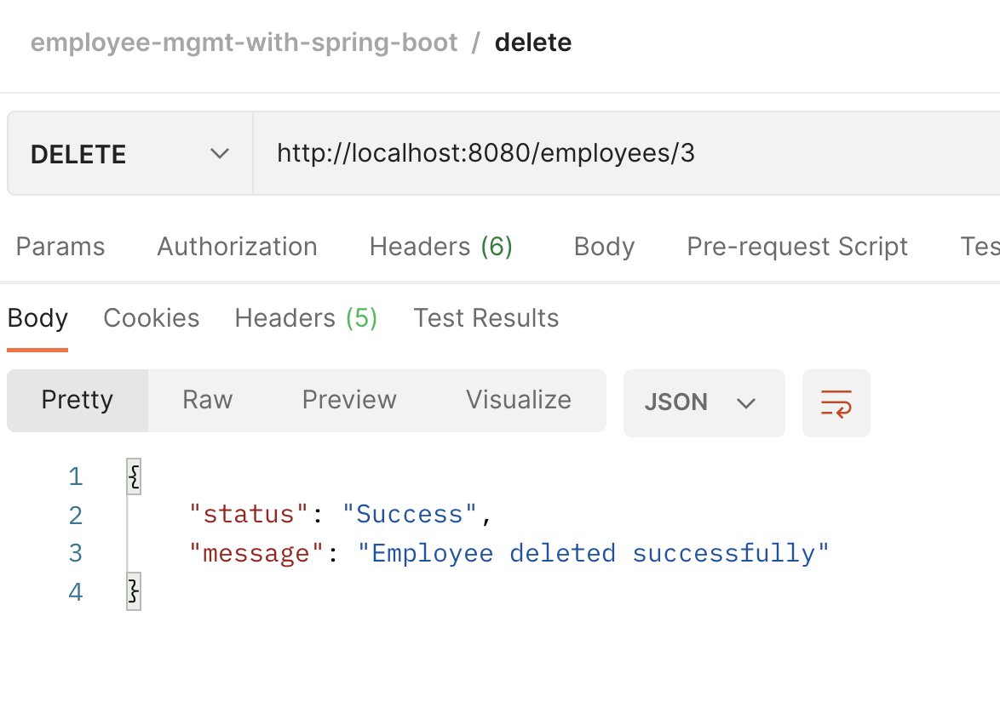 employee-mgmt-with-spring-boot / delete
DELETE http://localhost:8080/employees/3
Params Authorization Headers (6) Body Pre-request Script
Body Cookies Headers (5) Test Results
Pretty Raw Preview Visualize JSON
1 {
2 "status": "Success",
3 "message": "Employee deleted successfully"
4 }